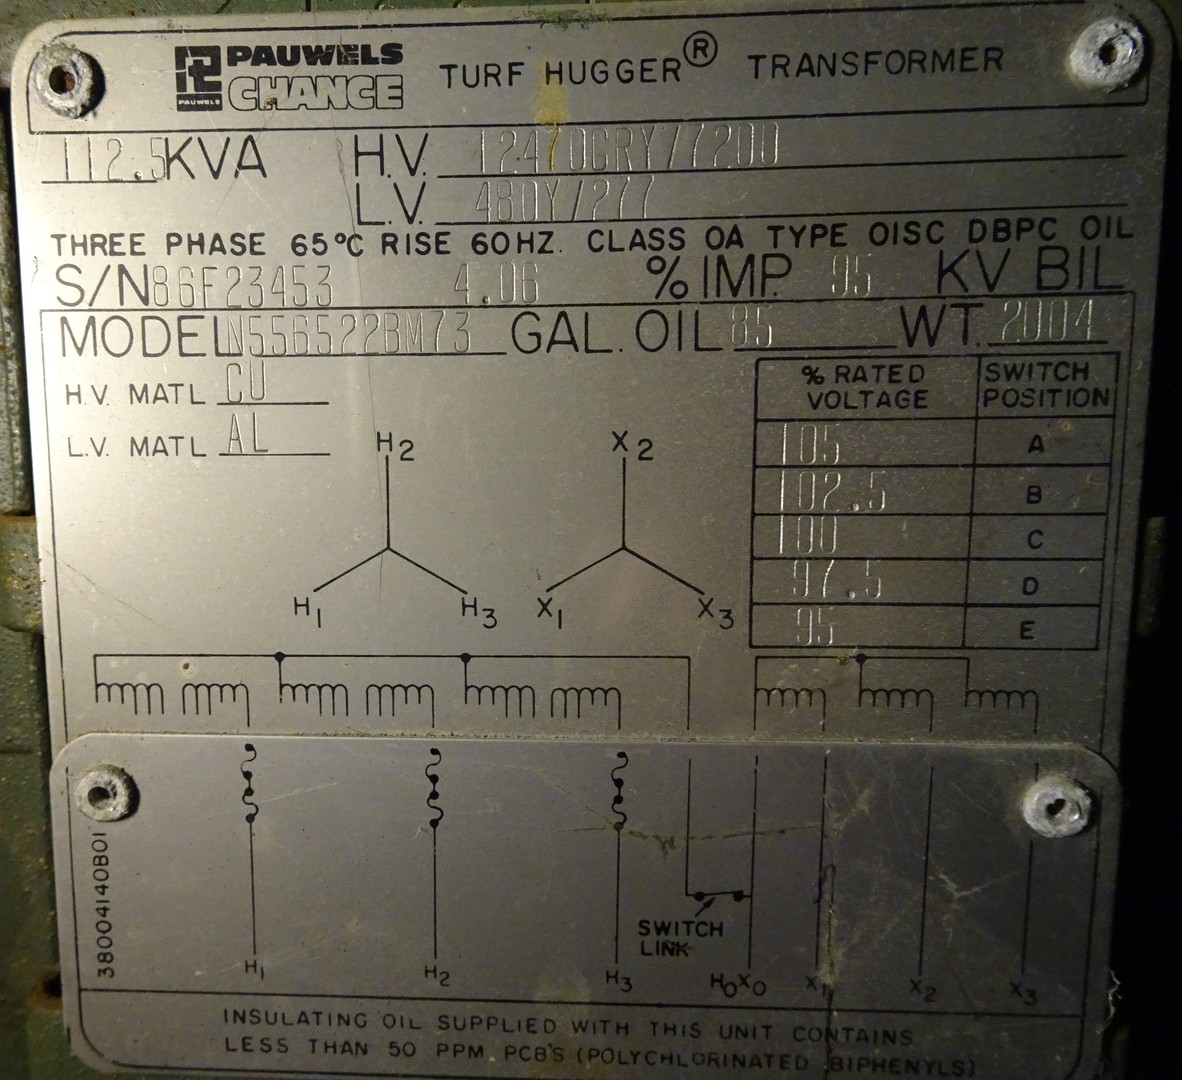 PAUWELS
CHANCE
PAUWELS
TURF HUGGER® TRANSFORMER
112.5 KVA H.V. 12470GRY/7200
L.V. 480Y/277
THREE PHASE 65°C RISE 60HZ. CLASS OA TYPE OISC DBPC OIL
S/N 86F23453 4.06 % IMP. 95 KV BIL
MODEL N556522BM73 GAL. OIL 85 WT. 2004
H.V. MATL CU
L.V. MATL AL
% RATED VOLTAGE SWITCH POSITION
105 A
102.5 B
100 C
97.5 D
95 E
H2 X2
H1 H3 X1 X3
38004140B01
SWITCH
LINK
H1 H2 H3 H0X0 X1 X2 X3
INSULATING OIL SUPPLIED WITH THIS UNIT CONTAINS
LESS THAN 50 PPM. PCB'S (POLYCHLORINATED BIPHENYLS)